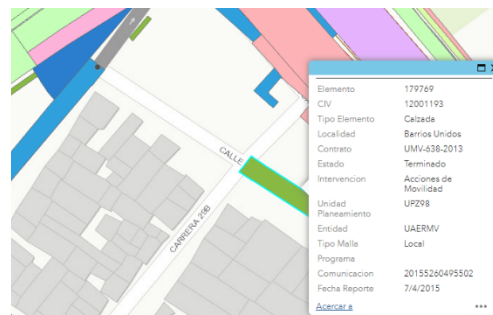 CALLE
CARRERA 29B
Elemento 179769
CIV 12001193
Tipo Elemento Calzada
Localidad Barrios Unidos
Contrato UMV-638-2013
Estado Terminado
Intervencion Acciones de
Movilidad
Unidad UPZ98
Planeamiento
Entidad UAERMV
Tipo Malla Local
Programa
Comunicacion 20155260495502
Fecha Reporte 7/4/2015
Acercar a